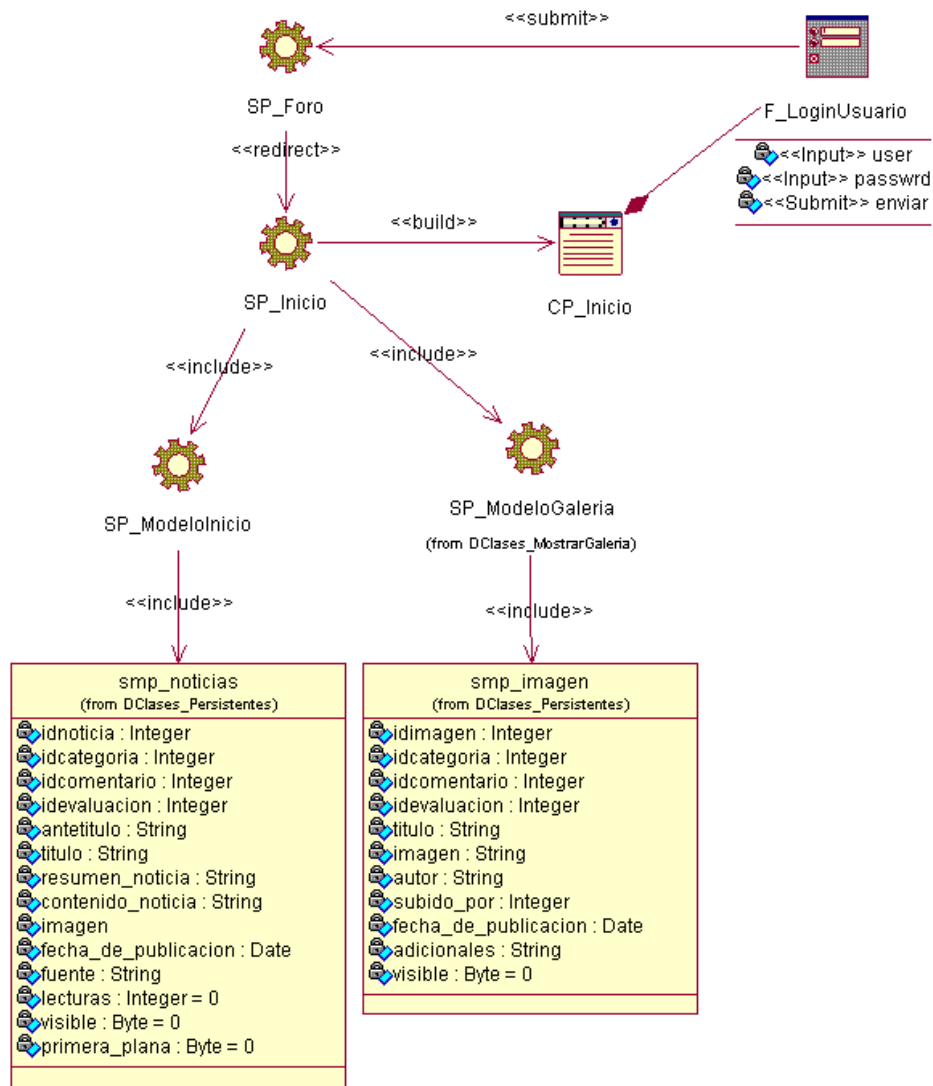 <<submit>>
SP_Foro
F_LoginUsuario
<<redirect>>
<<Input>> user
<<Input>> passwrd
<<Submit>> enviar
<<build>>
SP_Inicio
CP_Inicio
<<include>>
<<include>>
SP_ModeloInicio
SP_ModeloGaleria
(from DClases_MostrarGaleria)
<<include>>
<<include>>
smp_noticias
(from DClases_Persistentes)
idnoticia : Integer
idcategoria : Integer
idcomentario : Integer
idevaluacion : Integer
antetitulo : String
titulo : String
resumen_noticia : String
contenido_noticia : String
imagen
fecha_de_publicacion : Date
fuente : String
lecturas : Integer = 0
visible : Byte = 0
primera_plana : Byte = 0
smp_imagen
(from DClases_Persistentes)
idimagen : Integer
idcategoria : Integer
idcomentario : Integer
idevaluacion : Integer
titulo : String
imagen : String
autor : String
subido_por : Integer
fecha_de_publicacion : Date
adicionales : String
visible : Byte = 0